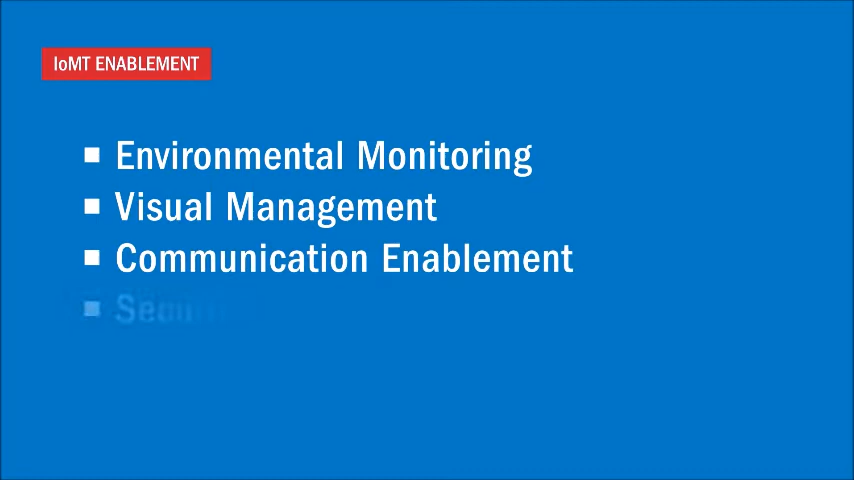 IoMT ENABLEMENT
Environmental Monitoring
Visual Management
Communication Enablement